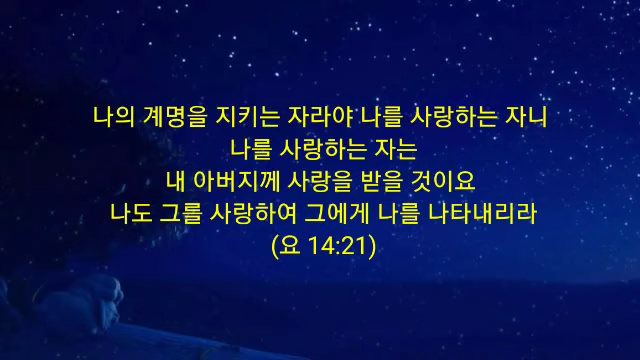 나의 계명을 지키는 자라야 나를 사랑하는 자니
나를 사랑하는 자는
내 아버지께 사랑을 받을 것이요
나도 그를 사랑하여 그에게 나를 나타내리라
(요 14:21)